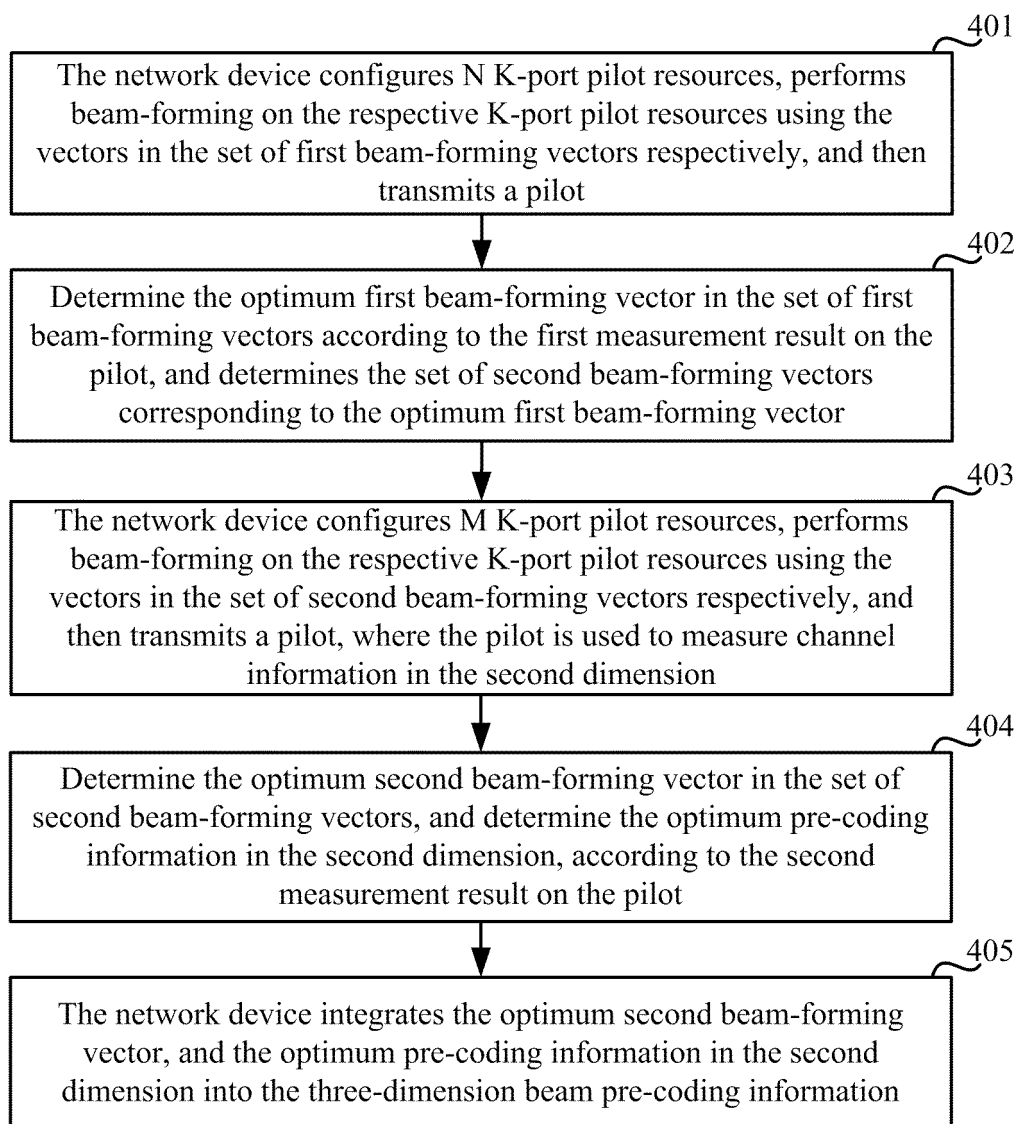 401
The network device configures N K-port pilot resources, performs
beam-forming on the respective K-port pilot resources using the
vectors in the set of first beam-forming vectors respectively, and then
transmits a pilot
402
Determine the optimum first beam-forming vector in the set of first
beam-forming vectors according to the first measurement result on the
pilot, and determines the set of second beam-forming vectors
corresponding to the optimum first beam-forming vector
403
The network device configures M K-port pilot resources, performs
beam-forming on the respective K-port pilot resources using the
vectors in the set of second beam-forming vectors respectively, and
then transmits a pilot, where the pilot is used to measure channel
information in the second dimension
404
Determine the optimum second beam-forming vector in the set of
second beam-forming vectors, and determine the optimum pre-coding
information in the second dimension, according to the second
measurement result on the pilot
405
The network device integrates the optimum second beam-forming
vector, and the optimum pre-coding information in the second
dimension into the three-dimension beam pre-coding information